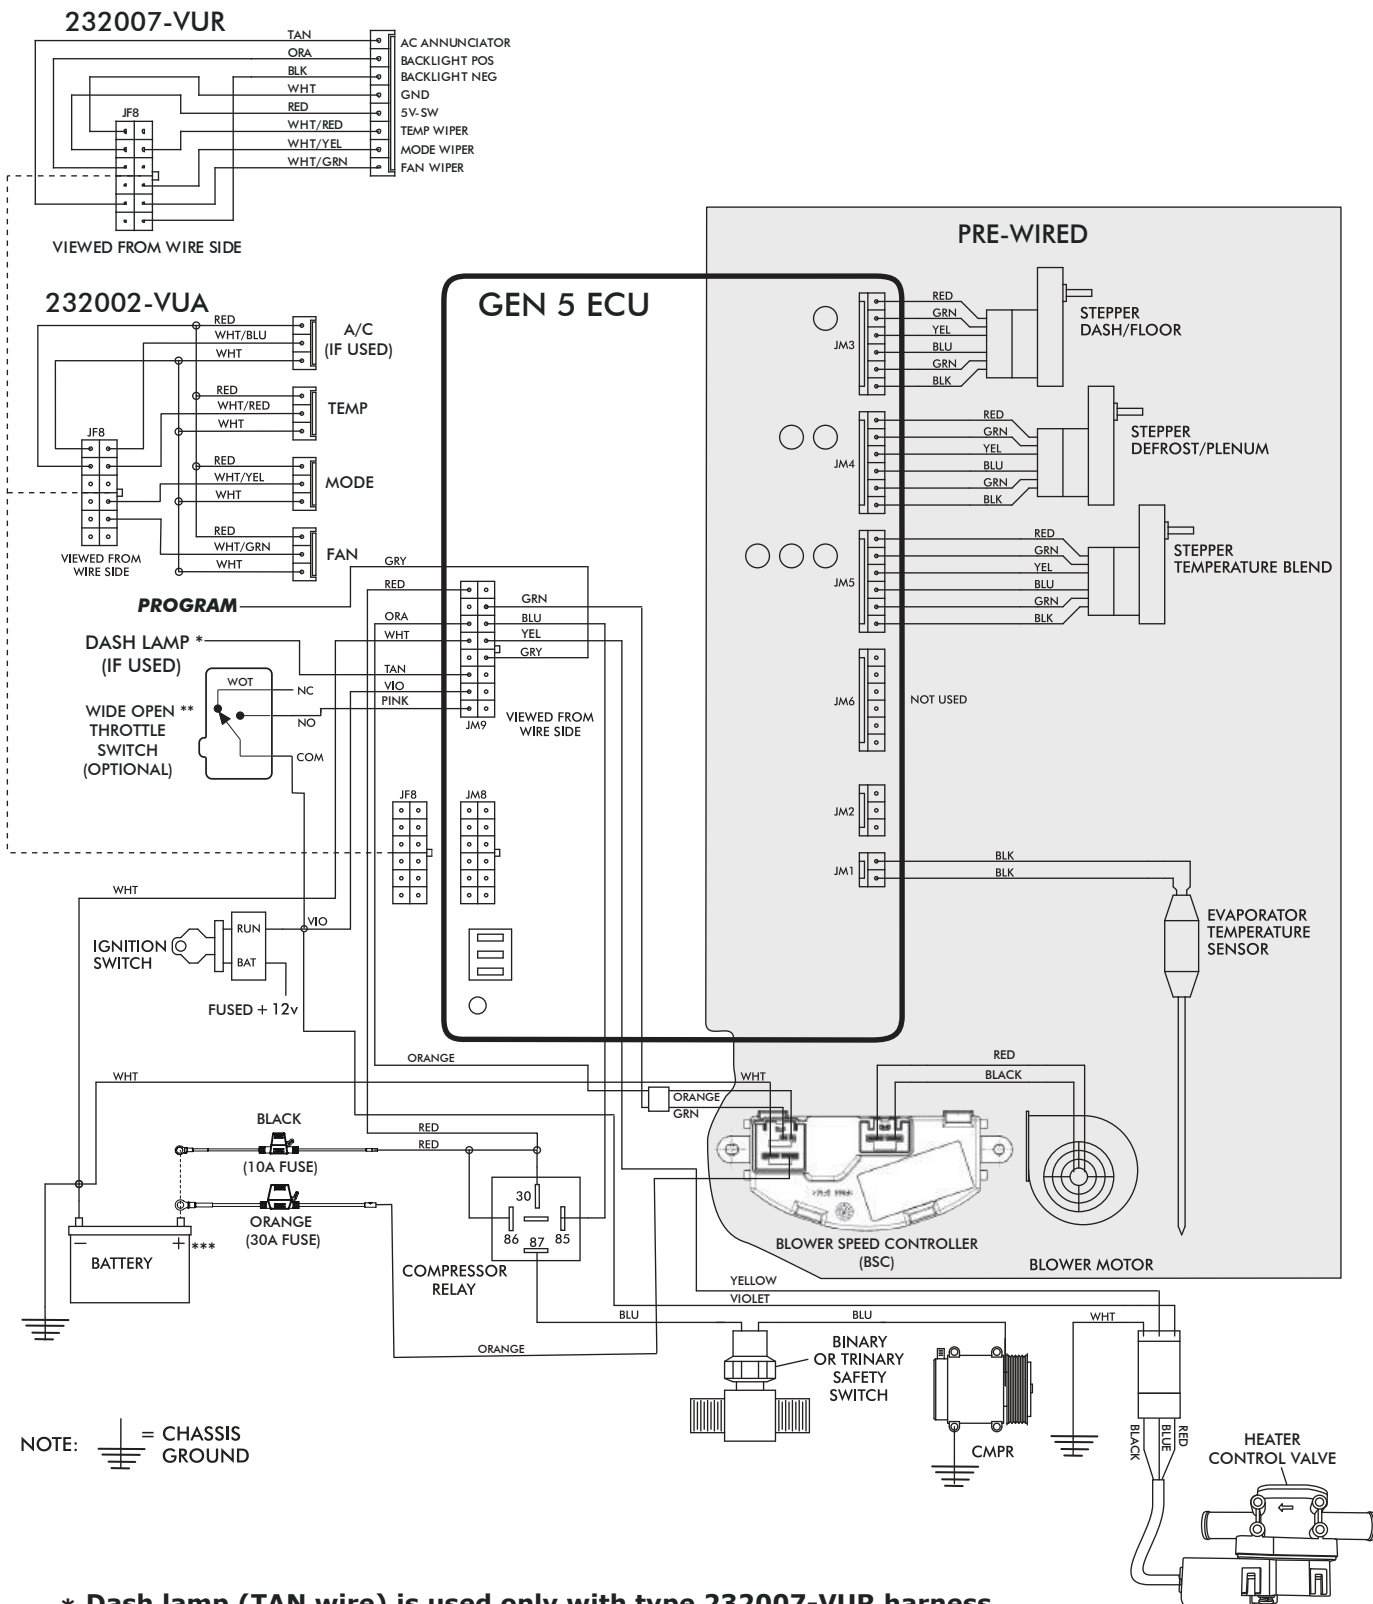 232007-VUR
TAN
ORA
BLK
WHT
RED
WHT/RED
WHT/YEL
WHT/GRN
AC ANNUNCIATOR
BACKLIGHT POS
BACKLIGHT NEG
GND
5V-SW
TEMP WIPER
MODE WIPER
FAN WIPER
JF8
VIEWED FROM WIRE SIDE
232002-VUA
RED
WHT/BLU
WHT
A/C
(IF USED)
RED
WHT/RED
WHT
TEMP
JF8
RED
WHT/YEL
WHT
MODE
RED
WHT/GRN
WHT
FAN
VIEWED FROM
WIRE SIDE
GEN 5 ECU
PRE-WIRED
JM3
RED
GRN
YEL
BLU
GRN
BLK
STEPPER
DASH/FLOOR
JM4
RED
GRN
YEL
BLU
GRN
BLK
STEPPER
DEFROST/PLENUM
JM5
RED
GRN
YEL
BLU
GRN
BLK
STEPPER
TEMPERATURE BLEND
JM6
NOT USED
JM2
JM1
BLK
BLK
EVAPORATOR
TEMPERATURE
SENSOR
GRY
RED
PROGRAM
ORA
WHT
DASH LAMP *
(IF USED)
TAN
VIO
PINK
GRN
BLU
YEL
GRY
JM9
VIEWED FROM
WIRE SIDE
WOT
NC
NO
COM
WIDE OPEN **
THROTTLE
SWITCH
(OPTIONAL)
JF8
JM8
WHT
IGNITION
SWITCH
RUN
BAT
VIO
FUSED + 12v
ORANGE
WHT
WHT
ORANGE
GRN
RED
BLACK
BLACK
(10A FUSE)
RED
RED
ORANGE
(30A FUSE)
BATTERY
–
+
***
30
86
87
85
COMPRESSOR
RELAY
BLOWER SPEED CONTROLLER
(BSC)
BLOWER MOTOR
YELLOW
VIOLET
BLU
BLU
WHT
ORANGE
BINARY
OR TRINARY
SAFETY
SWITCH
CMPR
NOTE:
= CHASSIS
GROUND
BLACK
BLUE
RED
HEATER
CONTROL VALVE
* Dash lamp (TAN wire) is used only with type 232007-VUR harness.